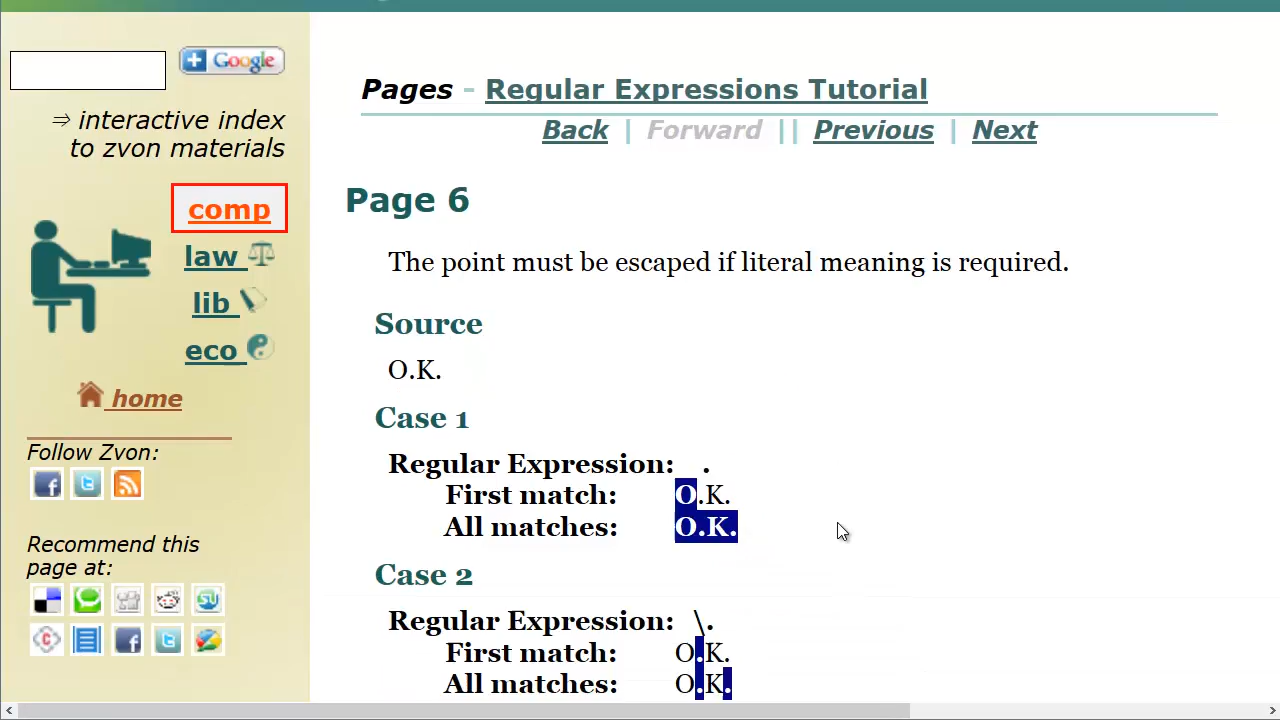 Google
⇒ interactive index
to zvon materials
comp
law
lib
eco
home
Follow Zvon:
Recommend this
page at:
Pages - Regular Expressions Tutorial
Back | Forward || Previous | Next
Page 6
The point must be escaped if literal meaning is required.
Source
O.K.
Case 1
Regular Expression: .
First match: O.K.
All matches: O.K.
Case 2
Regular Expression: \.
First match: O.K.
All matches: O.K.